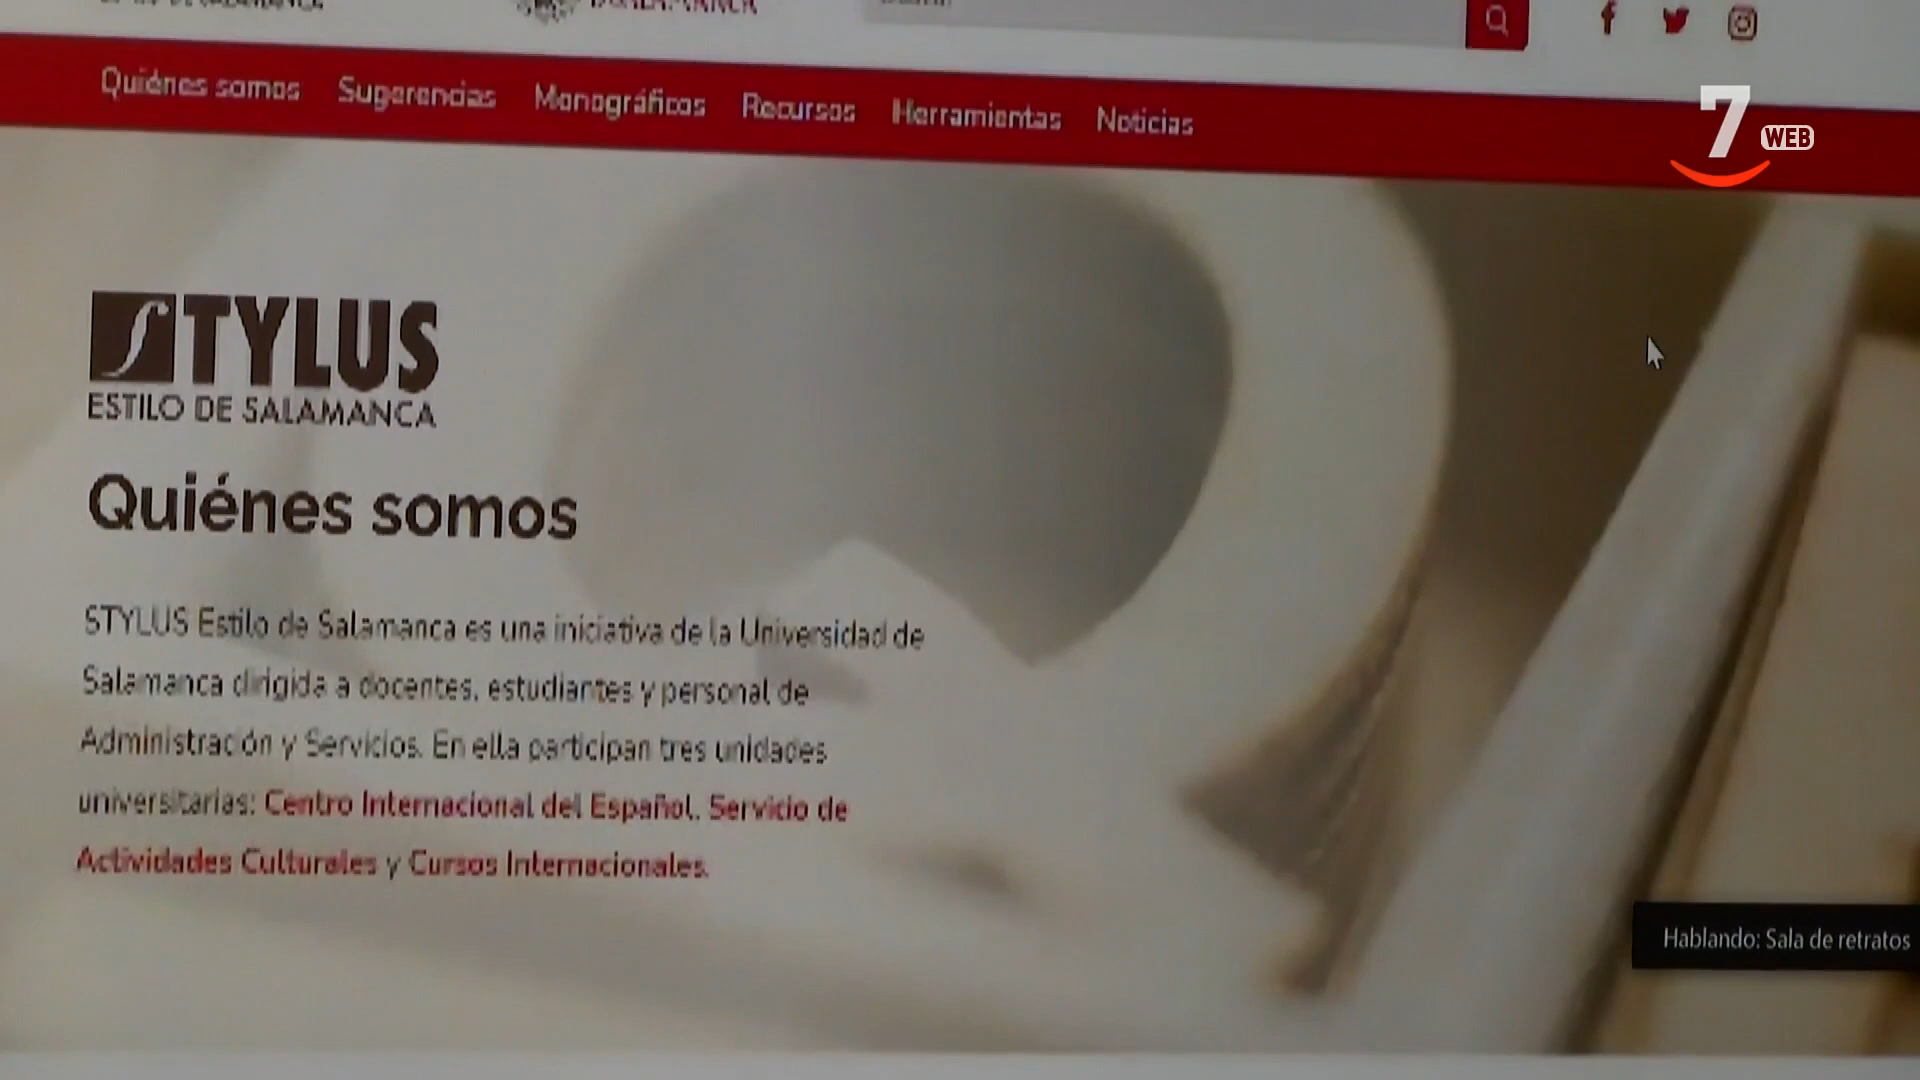 Quiénes somos Sugerencias Monográficos Recursos Herramientas Noticias
7 WEB
STYLUS
ESTILO DE SALAMANCA
Quiénes somos
STYLUS Estilo de Salamanca es una iniciativa de la Universidad de
Salamanca dirigida a docentes, estudiantes y personal de
Administración y Servicios. En ella participan tres unidades
universitarias: Centro Internacional del Español, Servicio de
Actividades Culturales y Cursos Internacionales.
Hablando: Sala de retratos